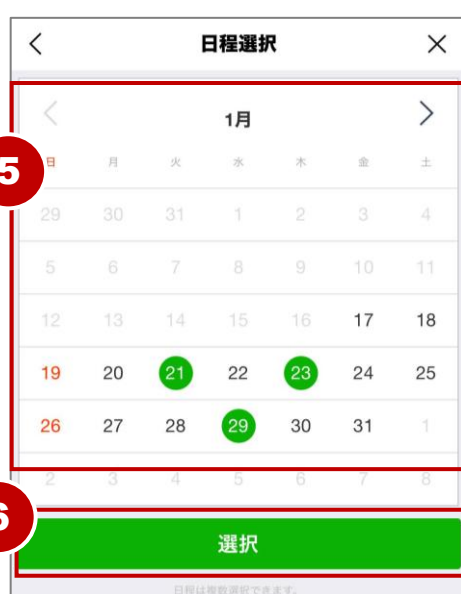 日程選択
1月
日 月 火 水 木 金 土
29 30 31 1 2 3 4
5 6 7 8 9 10 11
12 13 14 15 16 17 18
19 20 21 22 23 24 25
26 27 28 29 30 31 1
2 3 4 5 6 7 8
選択
日程は複数選択できます。
5
6